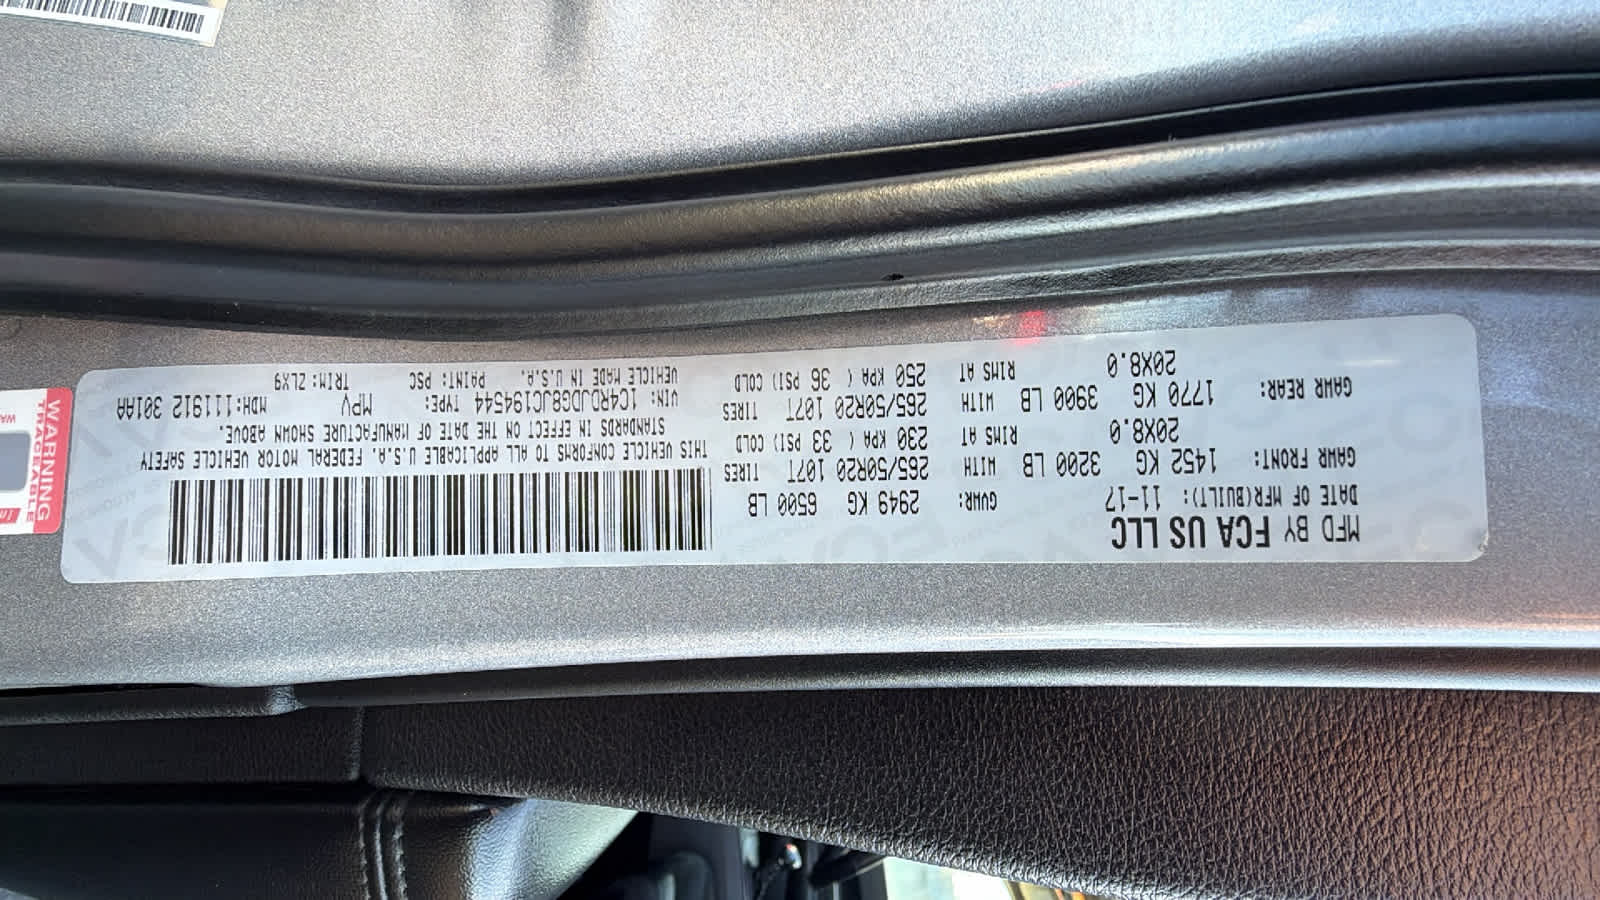 MFD BY FCA US LLC
DATE OF MFR(BUILT): 11-17 GVWR: 2949 KG 6500 LB
GAWR FRONT: 1452 KG 3200 LB WITH TIRES 265/50R20 107T
20X8.0 RIMS AT 230 KPA ( 33 PSI) COLD
GAWR REAR: 1770 KG 3900 LB WITH TIRES 265/50R20 107T
20X8.0 RIMS AT 250 KPA ( 36 PSI) COLD
THIS VEHICLE CONFORMS TO ALL APPLICABLE U.S.A. FEDERAL MOTOR VEHICLE SAFETY
STANDARDS IN EFFECT ON THE DATE OF MANUFACTURE SHOWN ABOVE.
VIN: 1C4RDJDG8JC194544 TYPE: MPV MDH:111912 301AA
VEHICLE MADE IN U.S.A. PAINT: PSC TRIM: ZLX9
WARNING